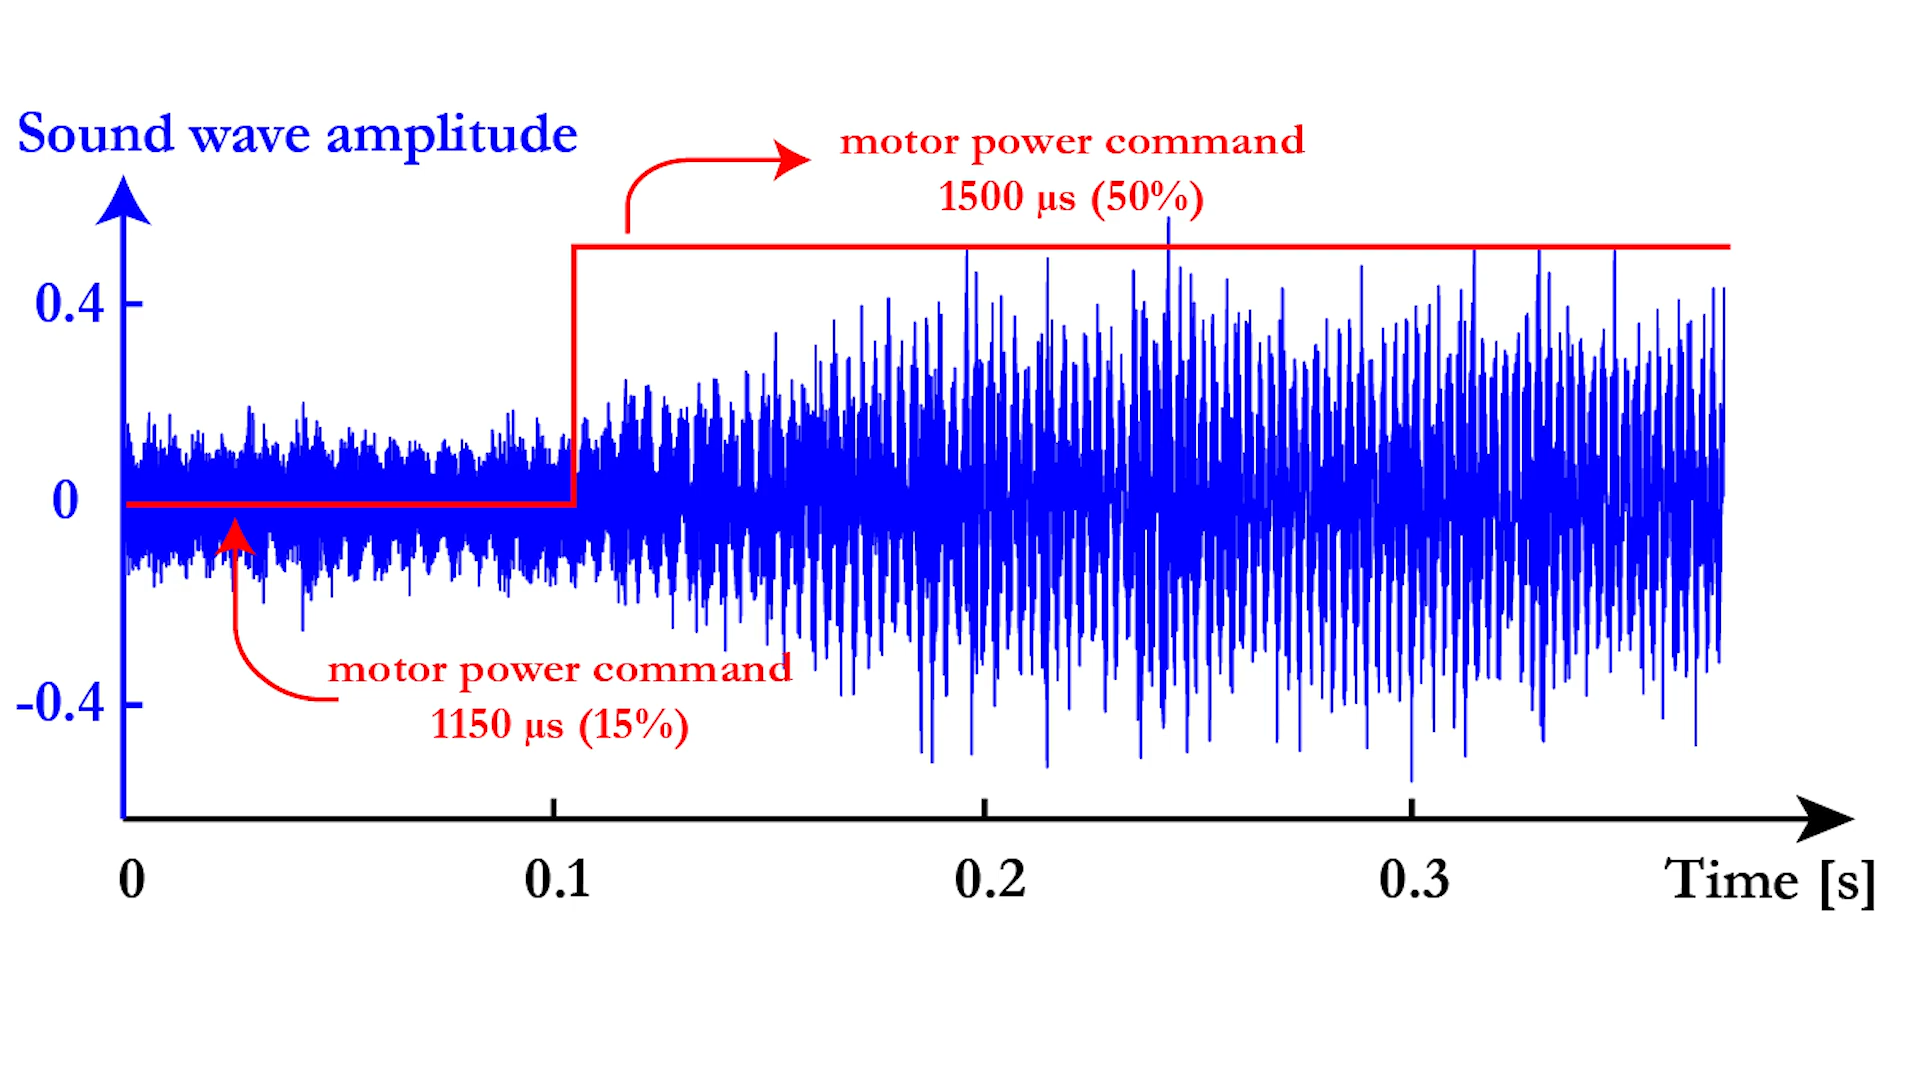 Sound wave amplitude
motor power command
1500 µs (50%)
0.4
0
motor power command
-0.4
1150 µs (15%)
0
0.1
0.2
0.3
Time [s]